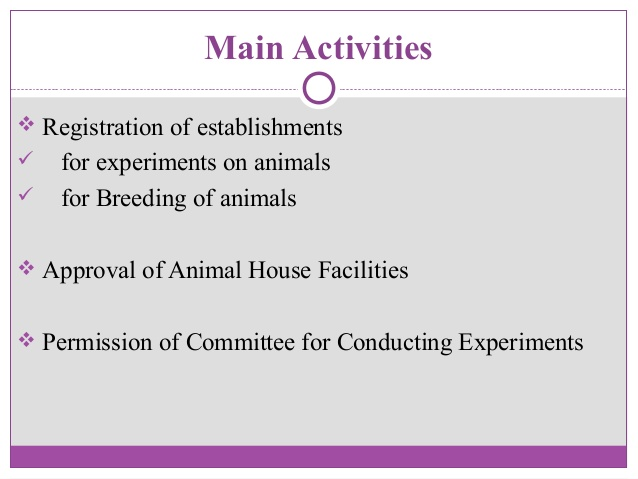 Main Activities
❖ Registration of establishments
✓ for experiments on animals
✓ for Breeding of animals
❖ Approval of Animal House Facilities
❖ Permission of Committee for Conducting Experiments